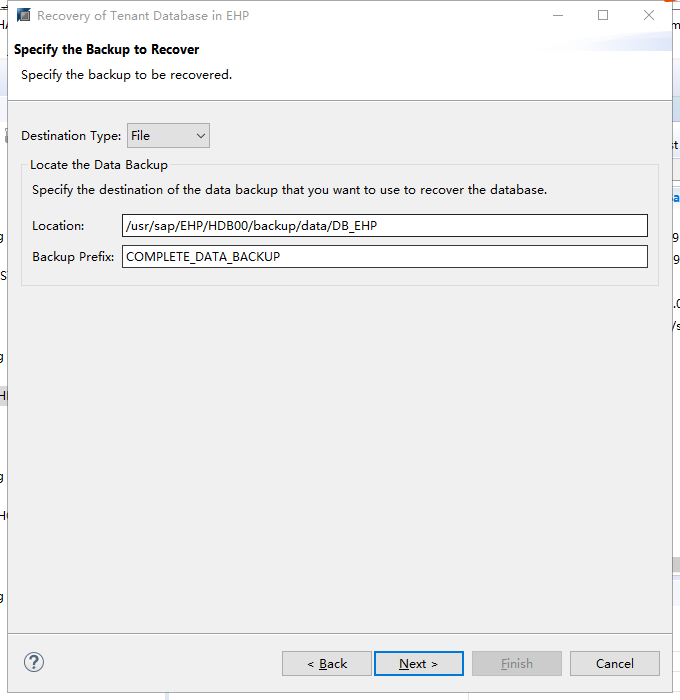 Recovery of Tenant Database in EHP
Specify the Backup to Recover
Specify the backup to be recovered.
Destination Type: File
Locate the Data Backup
Specify the destination of the data backup that you want to use to recover the database.
Location: /usr/sap/EHP/HDB00/backup/data/DB_EHP
Backup Prefix: COMPLETE_DATA_BACKUP
? < Back Next > Finish Cancel